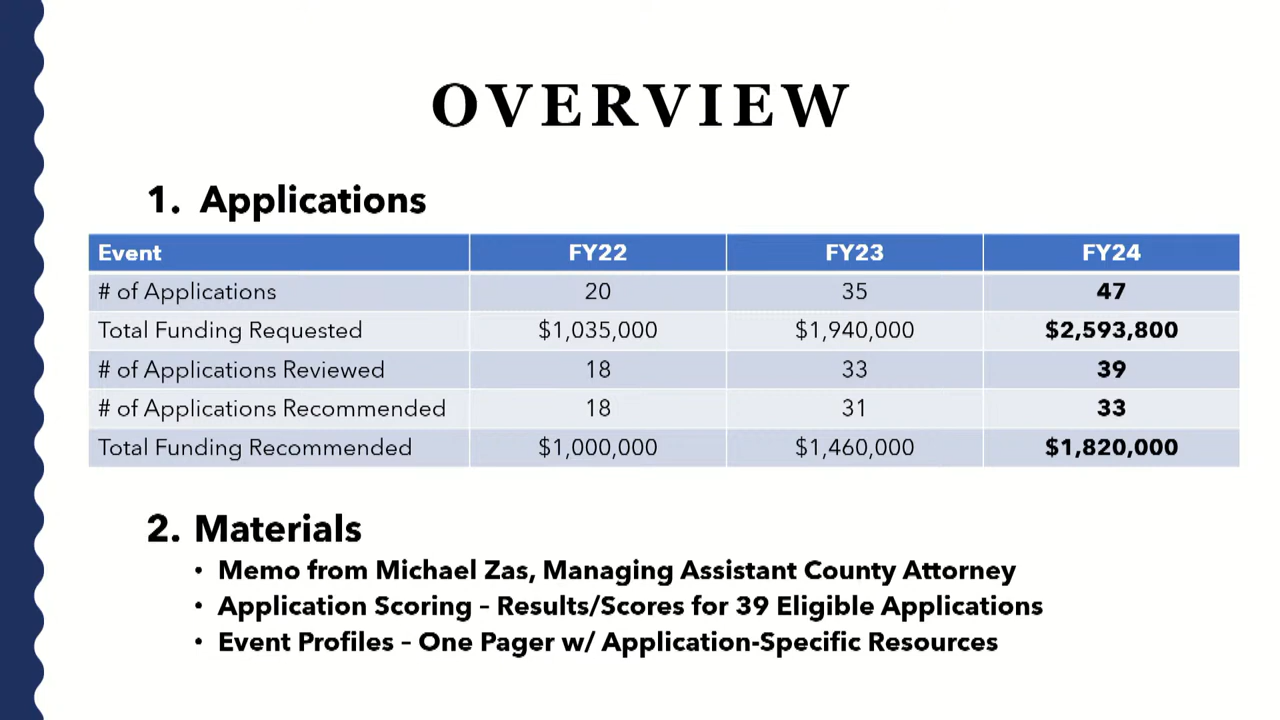 OVERVIEW
1. Applications
Event FY22 FY23 FY24
# of Applications 20 35 47
Total Funding Requested $1,035,000 $1,940,000 $2,593,800
# of Applications Reviewed 18 33 39
# of Applications Recommended 18 31 33
Total Funding Recommended $1,000,000 $1,460,000 $1,820,000
2. Materials
• Memo from Michael Zas, Managing Assistant County Attorney
• Application Scoring – Results/Scores for 39 Eligible Applications
• Event Profiles – One Pager w/ Application-Specific Resources